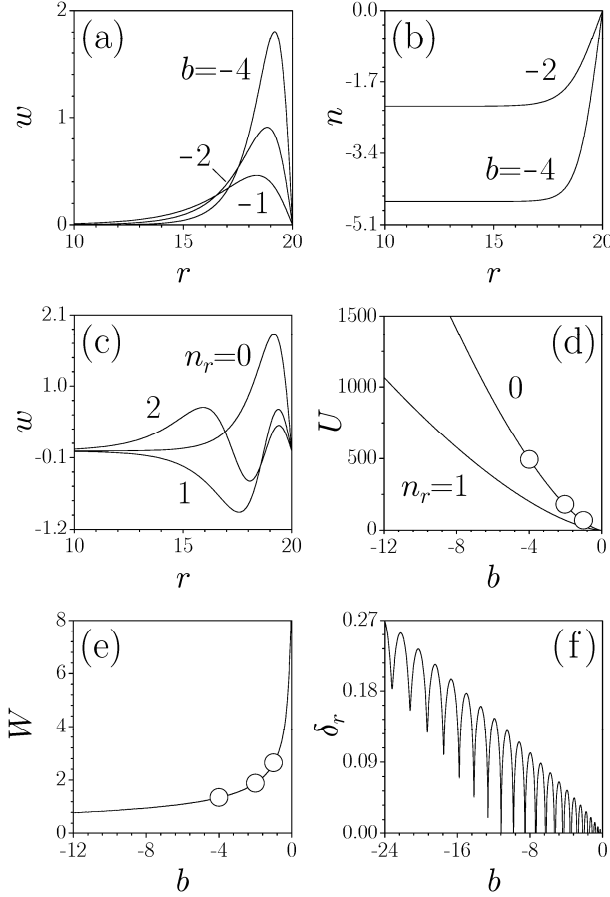 (a)
w
2
1
0
b=-4
-2
-1
10
15
20
r
(b)
n
0.0
-1.7
-3.4
-5.1
-2
b=-4
10
15
20
r
(c)
w
2.1
1.0
-0.1
-1.2
n_r=0
2
1
10
15
20
r
(d)
U
1500
1000
500
0
0
n_r=1
-12
-8
-4
0
b
(e)
W
8
6
4
2
0
-12
-8
-4
0
b
(f)
δ_r
0.27
0.18
0.09
0.00
-24
-16
-8
0
b